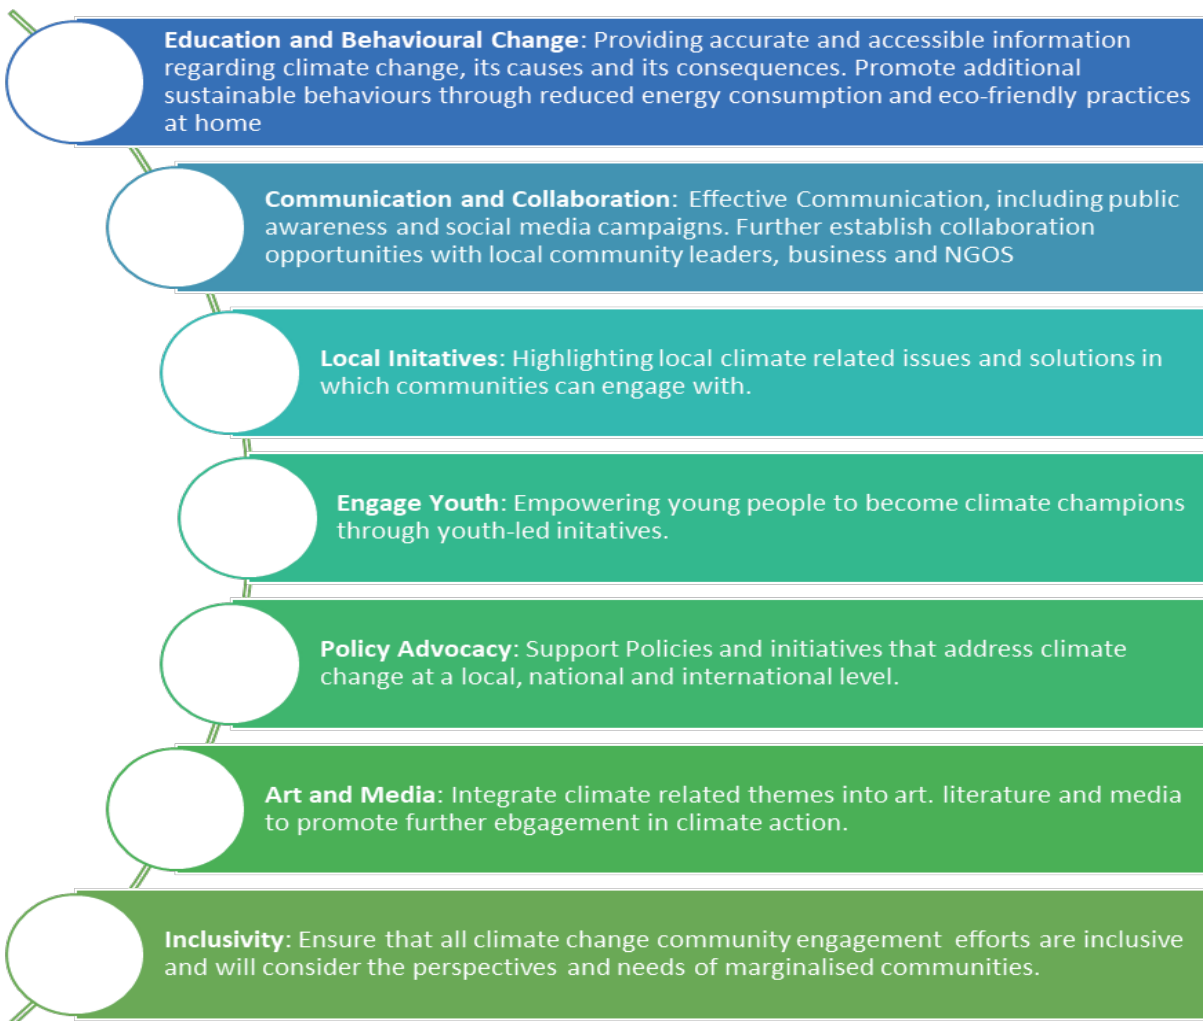 Education and Behavioural Change: Providing accurate and accessible information
regarding climate change, its causes and its consequences. Promote additional
sustainable behaviours through reduced energy consumption and eco-friendly practices
at home
Communication and Collaboration: Effective Communication, including public
awareness and social media campaigns. Further establish collaboration
opportunities with local community leaders, business and NGOS
Local Initatives: Highlighting local climate related issues and solutions in
which communities can engage with.
Engage Youth: Empowering young people to become climate champions
through youth-led initatives.
Policy Advocacy: Support Policies and initiatives that address climate
change at a local, national and international level.
Art and Media: Integrate climate related themes into art. literature and media
to promote further ebgagement in climate action.
Inclusivity: Ensure that all climate change community engagement efforts are inclusive
and will consider the perspectives and needs of marginalised communities.